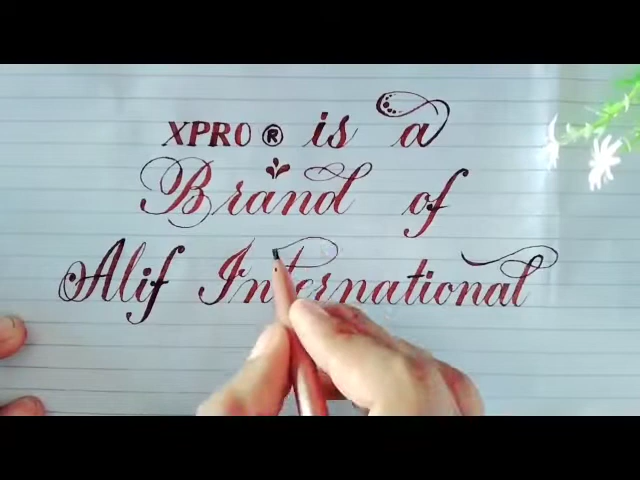 XPRO® is a
Brand of
Alif International